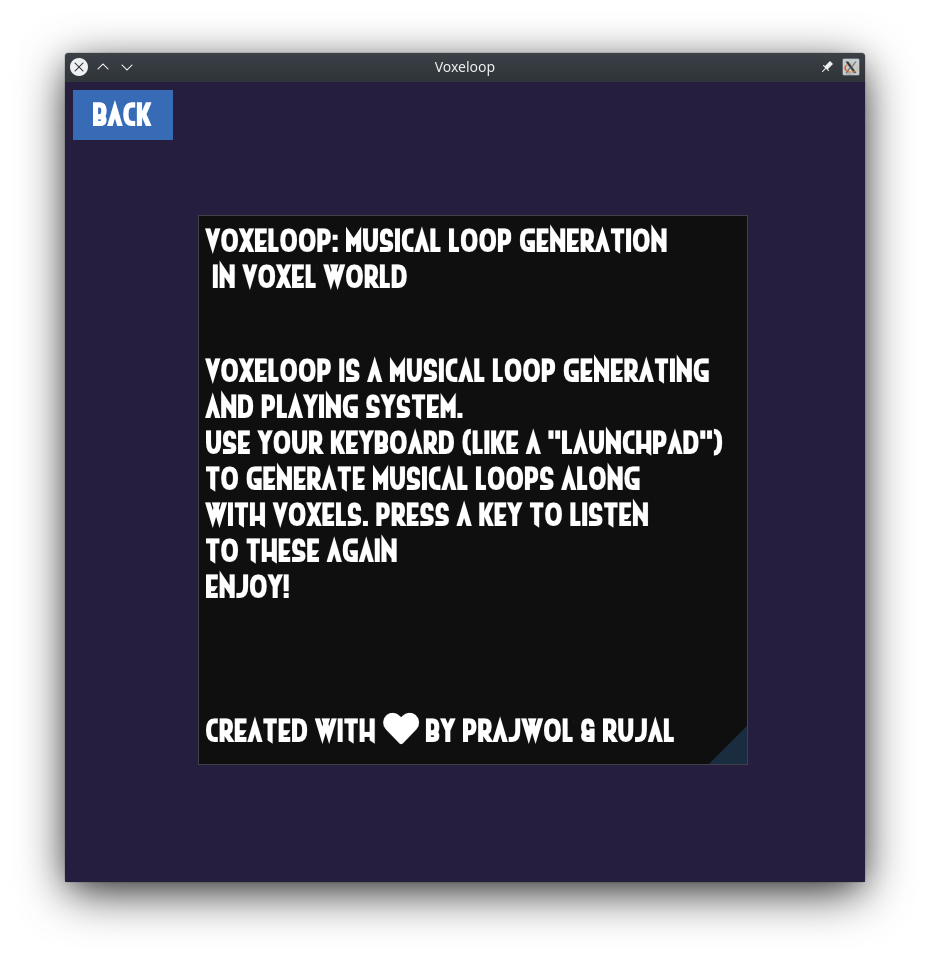 Voxeloop
BACK
VOXELOOP: MUSICAL LOOP GENERATION
IN VOXEL WORLD
VOXELOOP IS A MUSICAL LOOP GENERATING
AND PLAYING SYSTEM.
USE YOUR KEYBOARD (LIKE A "LAUNCHPAD")
TO GENERATE MUSICAL LOOPS ALONG
WITH VOXELS. PRESS A KEY TO LISTEN
TO THESE AGAIN
ENJOY!
CREATED WITH ♥ BY PRAJWOL & RUJAL